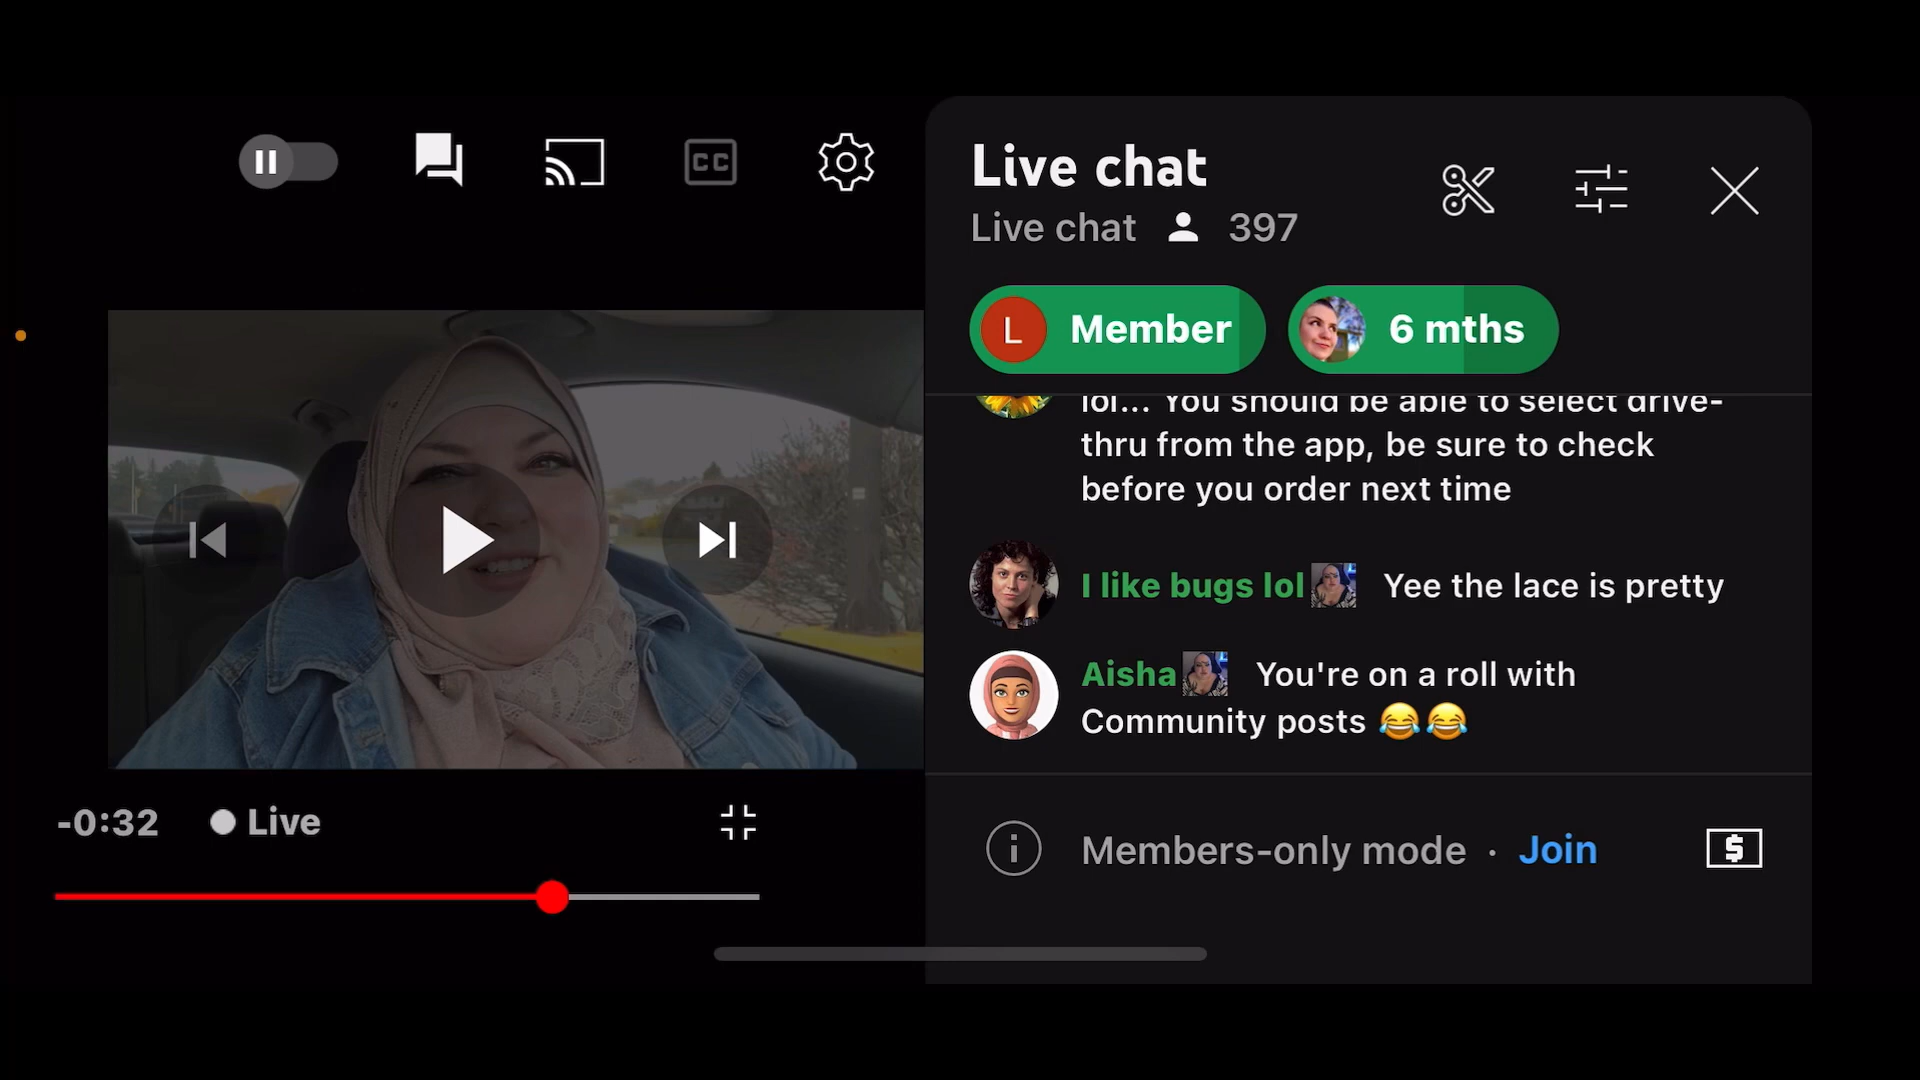 CC
Live chat
Live chat 397
L Member 6 mths
lol... You should be able to select drive-
thru from the app, be sure to check
before you order next time
I like bugs lol Yee the lace is pretty
Aisha You're on a roll with
Community posts 😂😂
-0:32 Live
Members-only mode · Join